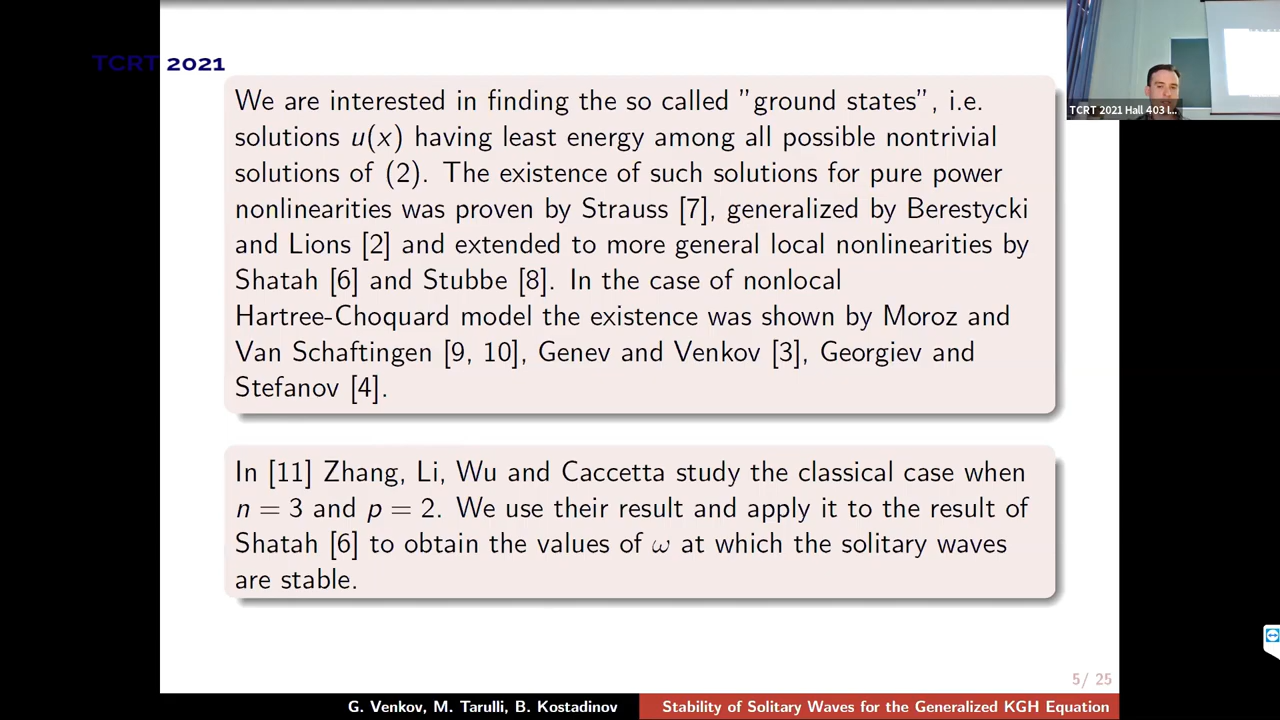 TCRT 2021
TCRT 2021 Hall 403 I...
We are interested in finding the so called "ground states", i.e.
solutions u(x) having least energy among all possible nontrivial
solutions of (2). The existence of such solutions for pure power
nonlinearities was proven by Strauss [7], generalized by Berestycki
and Lions [2] and extended to more general local nonlinearities by
Shatah [6] and Stubbe [8]. In the case of nonlocal
Hartree-Choquard model the existence was shown by Moroz and
Van Schaftingen [9, 10], Genev and Venkov [3], Georgiev and
Stefanov [4].
In [11] Zhang, Li, Wu and Caccetta study the classical case when
n = 3 and p = 2. We use their result and apply it to the result of
Shatah [6] to obtain the values of ω at which the solitary waves
are stable.
5/ 25
G. Venkov, M. Tarulli, B. Kostadinov
Stability of Solitary Waves for the Generalized KGH Equation